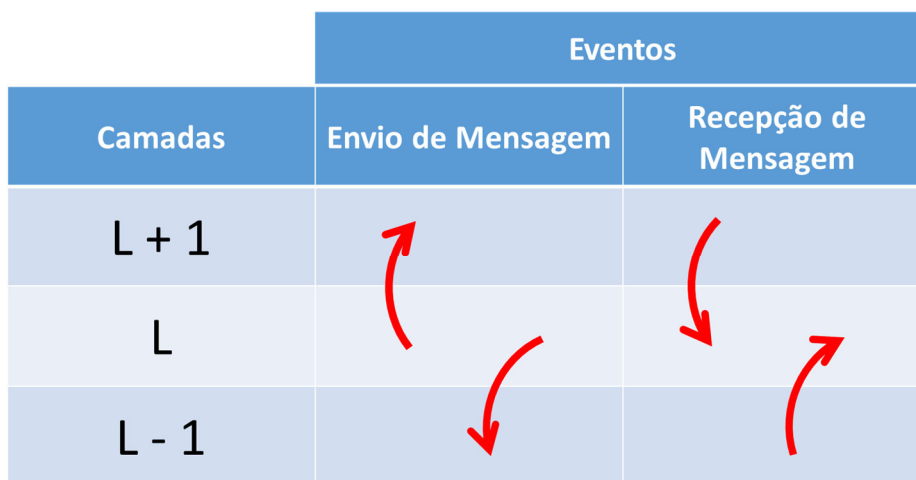 Eventos
Camadas
Envio de Mensagem
Recepção de
Mensagem
L + 1
L
L - 1